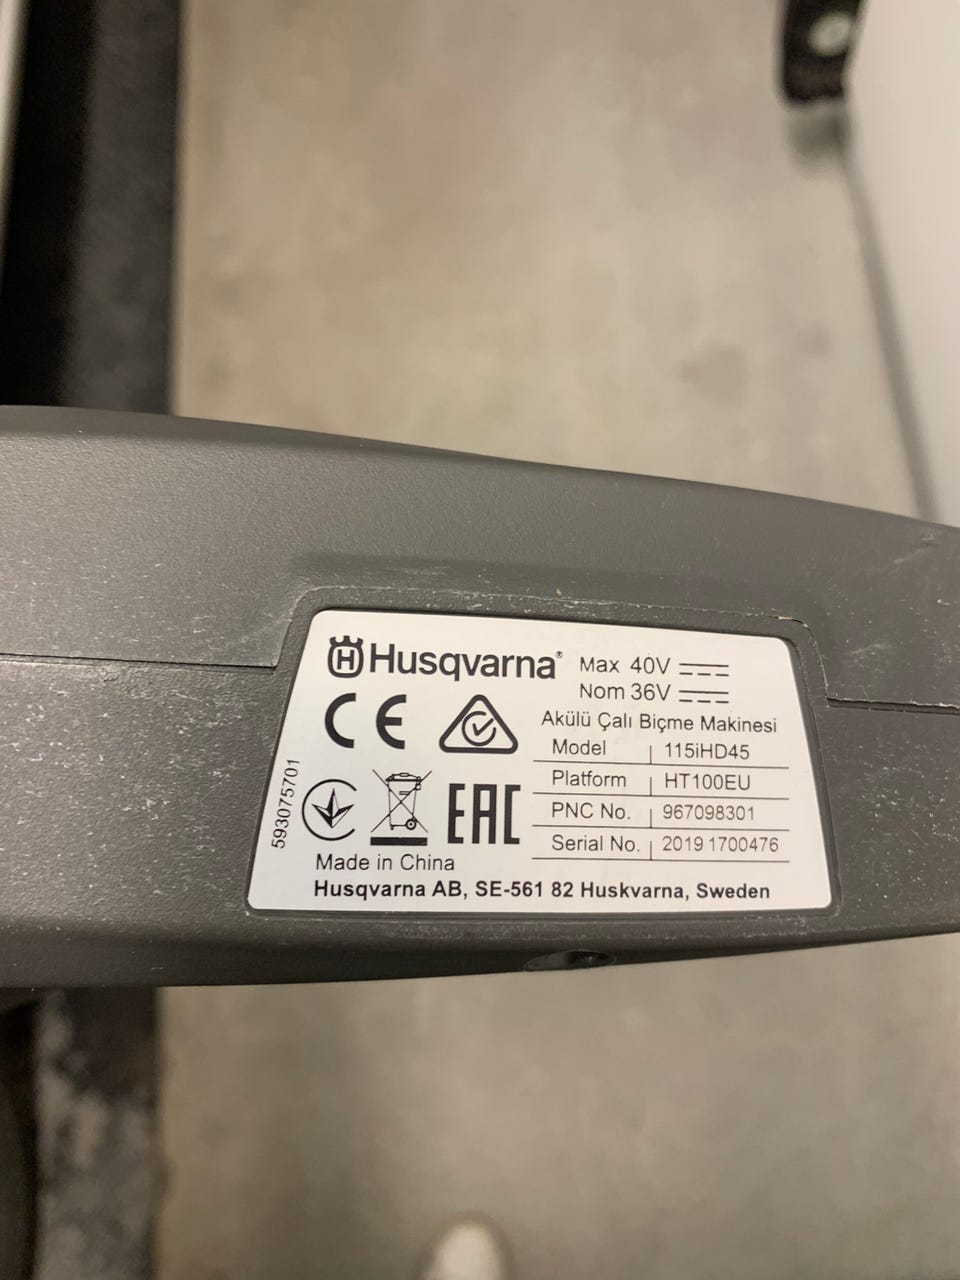 Husqvarna®
Max 40V
Nom 36V
CE
Akülü Çalı Biçme Makinesi
Model 115iHD45
Platform HT100EU
PNC No. 967098301
Serial No. 2019 1700476
593075701
EAC
Made in China
Husqvarna AB, SE-561 82 Huskvarna, Sweden